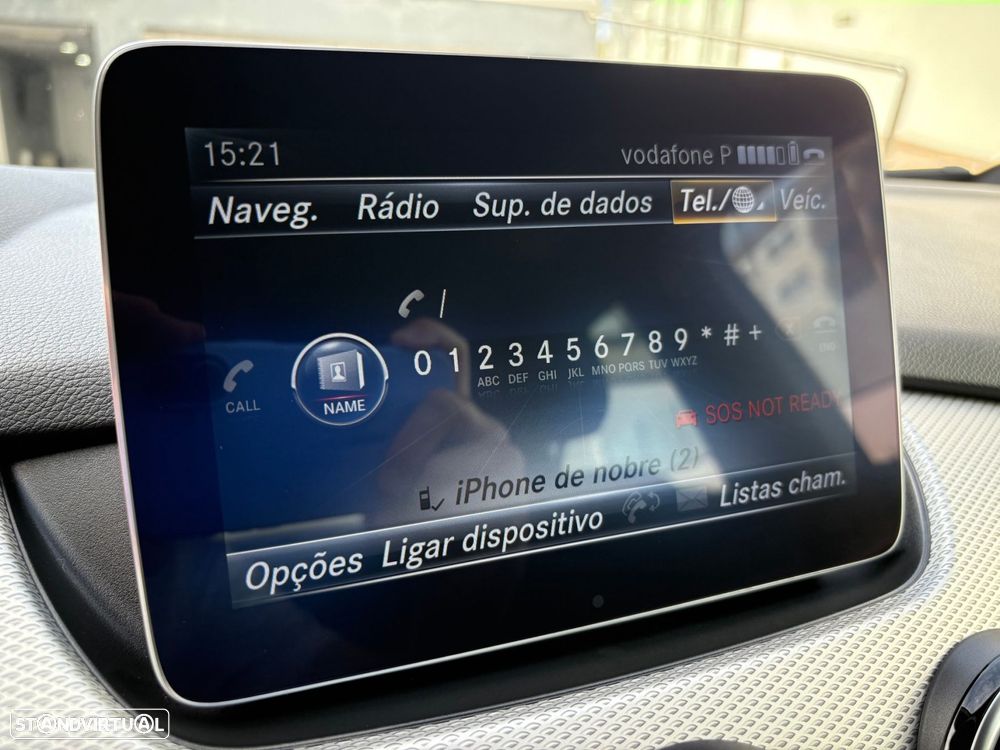 15:21 vodafone P
Naveg. Rádio Sup. de dados Tel./ Veíc.
/
0 1 2 3 4 5 6 7 8 9 * # +
ABC DEF GHI JKL MNO PQRS TUV WXYZ
CALL NAME END
SOS NOT READY
iPhone de nobre (2)
Opções Ligar dispositivo Listas cham.
STANDVIRTUAL